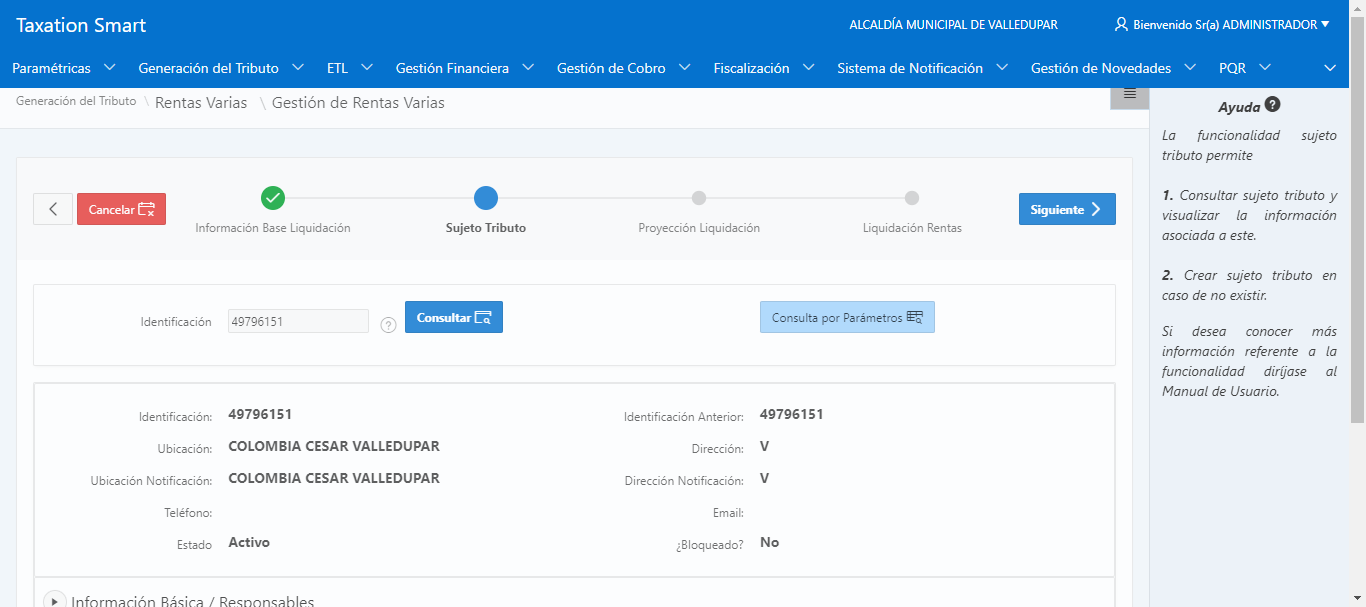 Taxation Smart
ALCALDÍA MUNICIPAL DE VALLEDUPAR
Bienvenido Sr(a) ADMINISTRADOR
Paramétricas
Generación del Tributo
ETL
Gestión Financiera
Gestión de Cobro
Fiscalización
Sistema de Notificación
Gestión de Novedades
PQR
Generación del Tributo \ Rentas Varias \ Gestión de Rentas Varias
Cancelar
Información Base Liquidación
Sujeto Tributo
Proyección Liquidación
Liquidación Rentas
Siguiente
Identificación
49796151
?
Consultar
Consulta por Parámetros
Identificación: 49796151
Identificación Anterior: 49796151
Ubicación: COLOMBIA CESAR VALLEDUPAR
Dirección: V
Ubicación Notificación: COLOMBIA CESAR VALLEDUPAR
Dirección Notificación: V
Teléfono:
Email:
Estado Activo
¿Bloqueado? No
Información Básica / Responsables
Ayuda ?
La funcionalidad sujeto
tributo permite
1. Consultar sujeto tributo y
visualizar la información
asociada a este.
2. Crear sujeto tributo en
caso de no existir.
Si desea conocer más
información referente a la
funcionalidad diríjase al
Manual de Usuario.